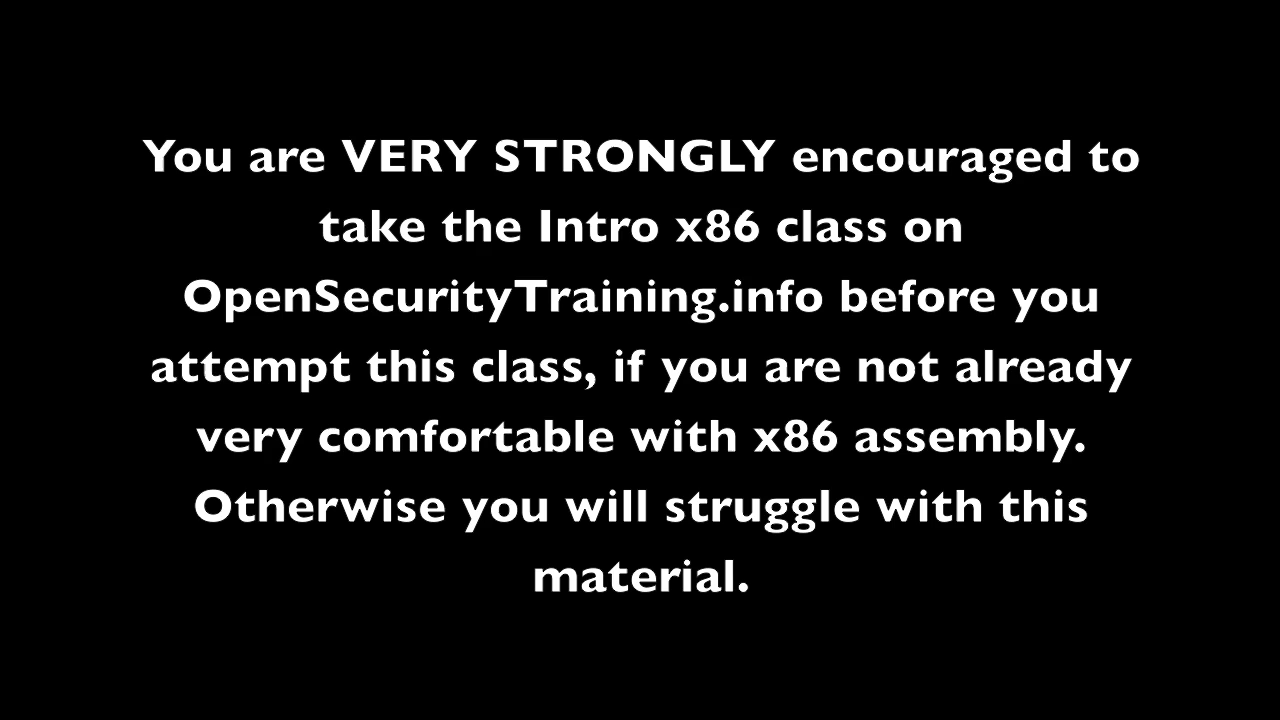 You are VERY STRONGLY encouraged to
take the Intro x86 class on
OpenSecurityTraining.info before you
attempt this class, if you are not already
very comfortable with x86 assembly.
Otherwise you will struggle with this
material.